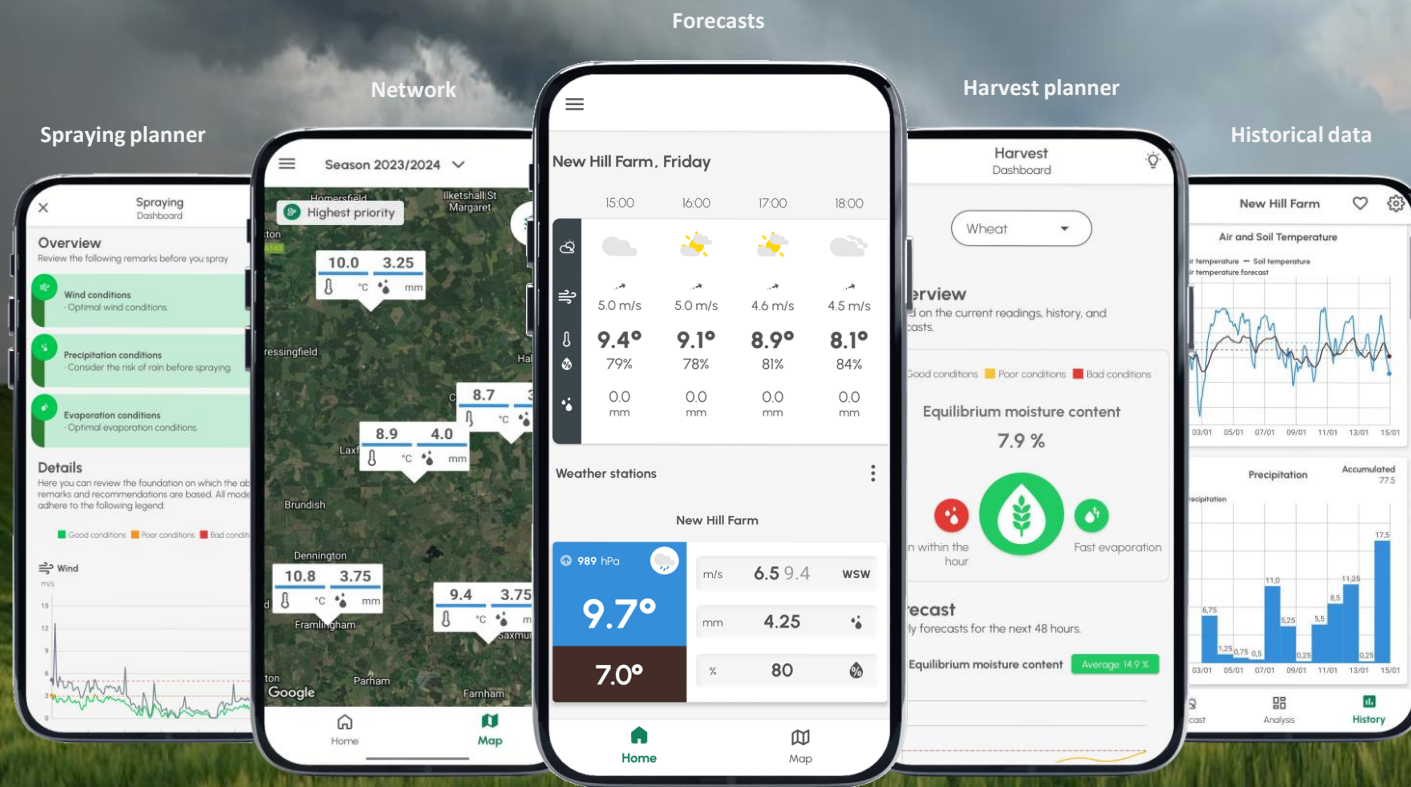 Forecasts
Network
Harvest planner
Spraying planner
Historical data
Spraying
Dashboard
Overview
Review the following remarks before you spray
Wind conditions
- Optimal wind conditions.
Precipitation conditions
- Consider the risk of rain before spraying.
Evaporation conditions
- Optimal evaporation conditions.
Details
Here you can review the foundation on which the ab
remarks and recommendations are based. All mode
adhere to the following legend:
Good conditions Poor conditions Bad conditi
Wind
m/s
15
12
9
6
3
0
Season 2023/2024
Homersfield
Ilketshall St
Margaret
Highest priority
ton
A143
10.0 3.25
°C mm
ressingfield
Hal
8.7 3
°C
8.9 4.0
Laxf
°C mm
Brundish
Dennington
10.8 3.75
°C mm
Framlingham
9.4 3.75
°C m
Saxmu
ton
Google
Parham
Farnham
Home
Map
New Hill Farm, Friday
15:00 16:00 17:00 18:00
5.0 m/s 5.0 m/s 4.6 m/s 4.5 m/s
9.4° 9.1° 8.9° 8.1°
79% 78% 81% 84%
0.0 0.0 0.0 0.0
mm mm mm mm
Weather stations
New Hill Farm
989 hPa
9.7°
7.0°
m/s 6.5 9.4 WSW
mm 4.25
% 80
Home
Map
Harvest
Dashboard
Wheat
erview
d on the current readings, history, and
casts.
Good conditions Poor conditions Bad conditions
Equilibrium moisture content
7.9 %
n within the
hour
Fast evaporation
ecast
ly forecasts for the next 48 hours.
Equilibrium moisture content Average: 14.9 %
New Hill Farm
Air and Soil Temperature
ir temperature Soil temperature
ir temperature forecast
03/01 05/01 07/01 09/01 11/01 13/01 15/01
Precipitation
Accumulated
77.5
recipitation
17,5
11,0
11,25
8,5
6,75
5,25
5,5
1,25 0,75 0,5
0,25
0,25
03/01 05/01 07/01 09/01 11/01 13/01 15/01
cast
Analysis
History